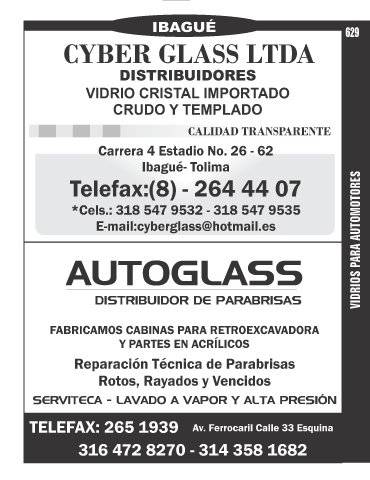 IBAGUÉ
629
CYBER GLASS LTDA
DISTRIBUIDORES
VIDRIO CRISTAL IMPORTADO
CRUDO Y TEMPLADO
CALIDAD TRANSPARENTE
Carrera 4 Estadio No. 26 - 62
Ibagué- Tolima
Telefax:(8) - 264 44 07
*Cels.: 318 547 9532 - 318 547 9535
E-mail:cyberglass@hotmail.es
VIDRIOS PARA AUTOMOTORES
AUTOGLASS
DISTRIBUIDOR DE PARABRISAS
FABRICAMOS CABINAS PARA RETROEXCAVADORA
Y PARTES EN ACRÍLICOS
Reparación Técnica de Parabrisas
Rotos, Rayados y Vencidos
SERVITECA - LAVADO A VAPOR Y ALTA PRESIÓN
TELEFAX: 265 1939 Av. Ferrocaril Calle 33 Esquina
316 472 8270 - 314 358 1682